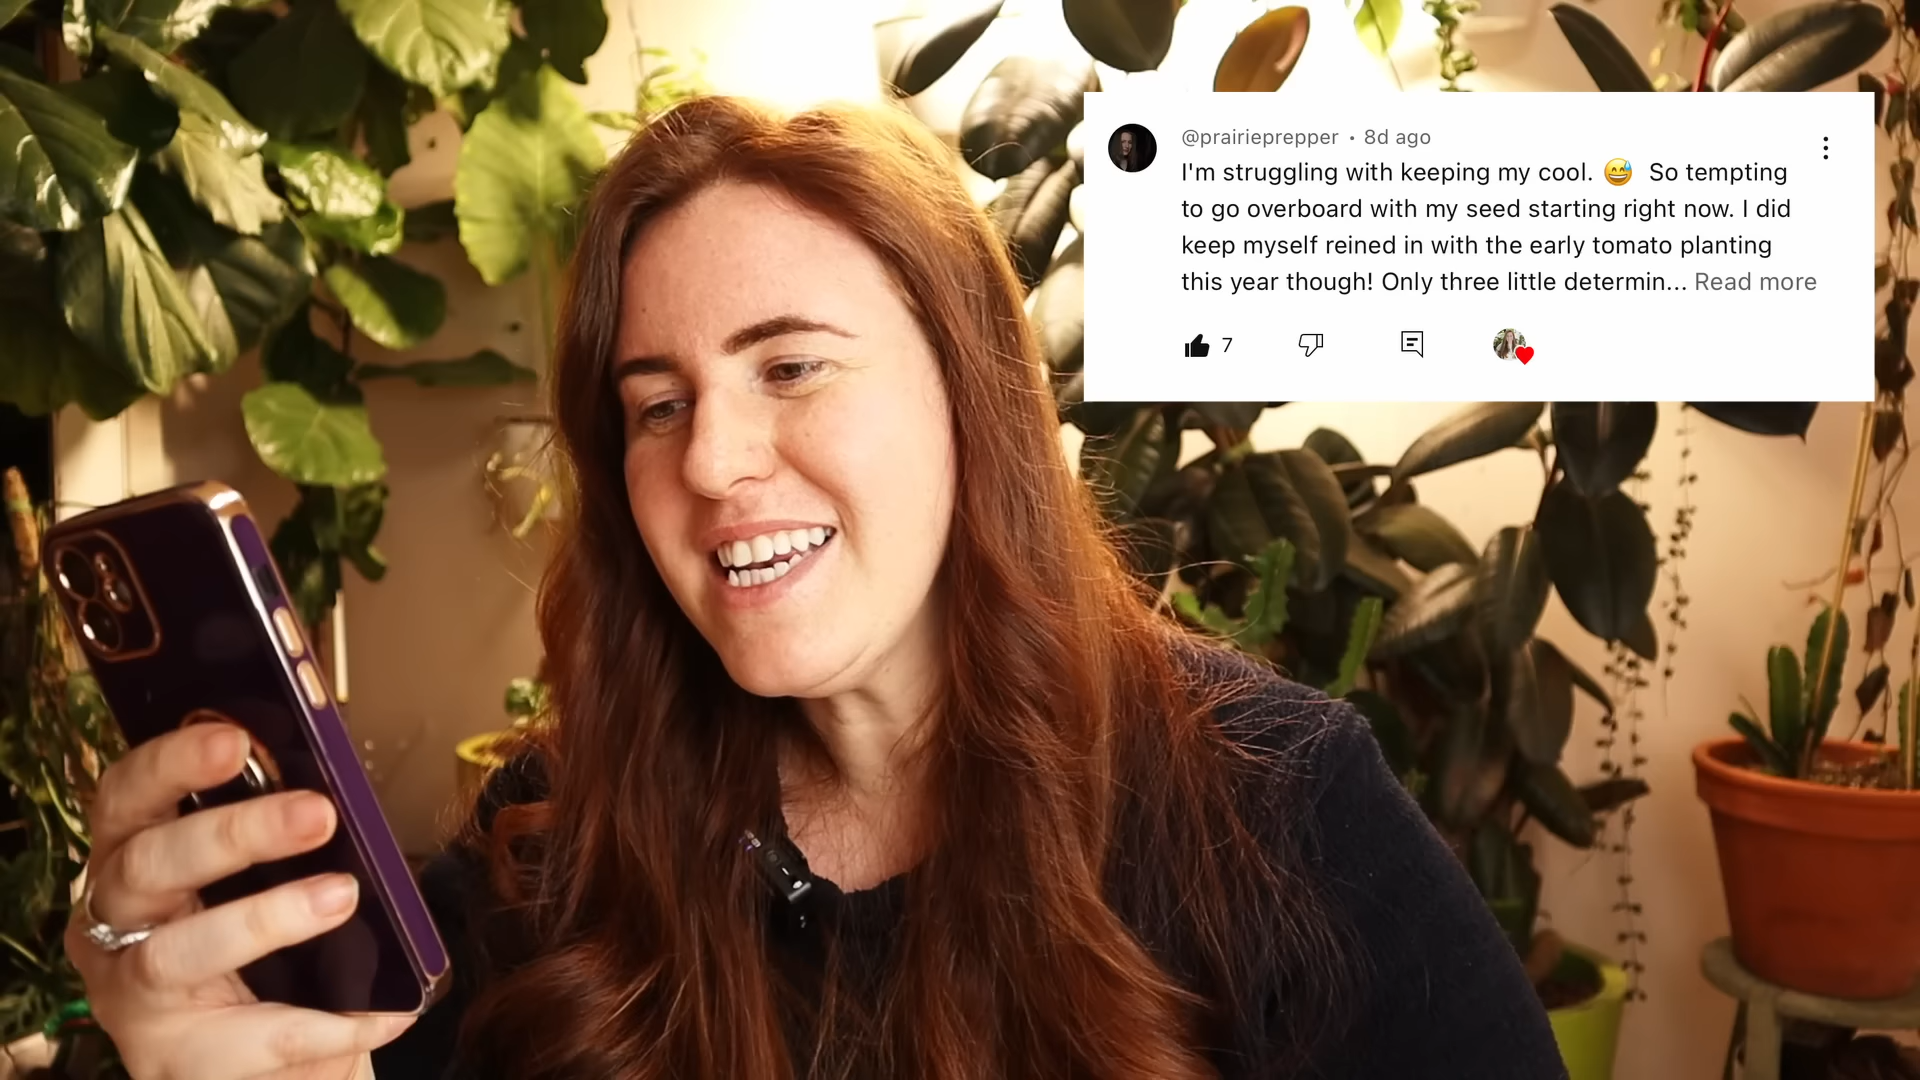 @prairieprepper • 8d ago
I'm struggling with keeping my cool. 😅 So tempting
to go overboard with my seed starting right now. I did
keep myself reined in with the early tomato planting
this year though! Only three little determin... Read more
7